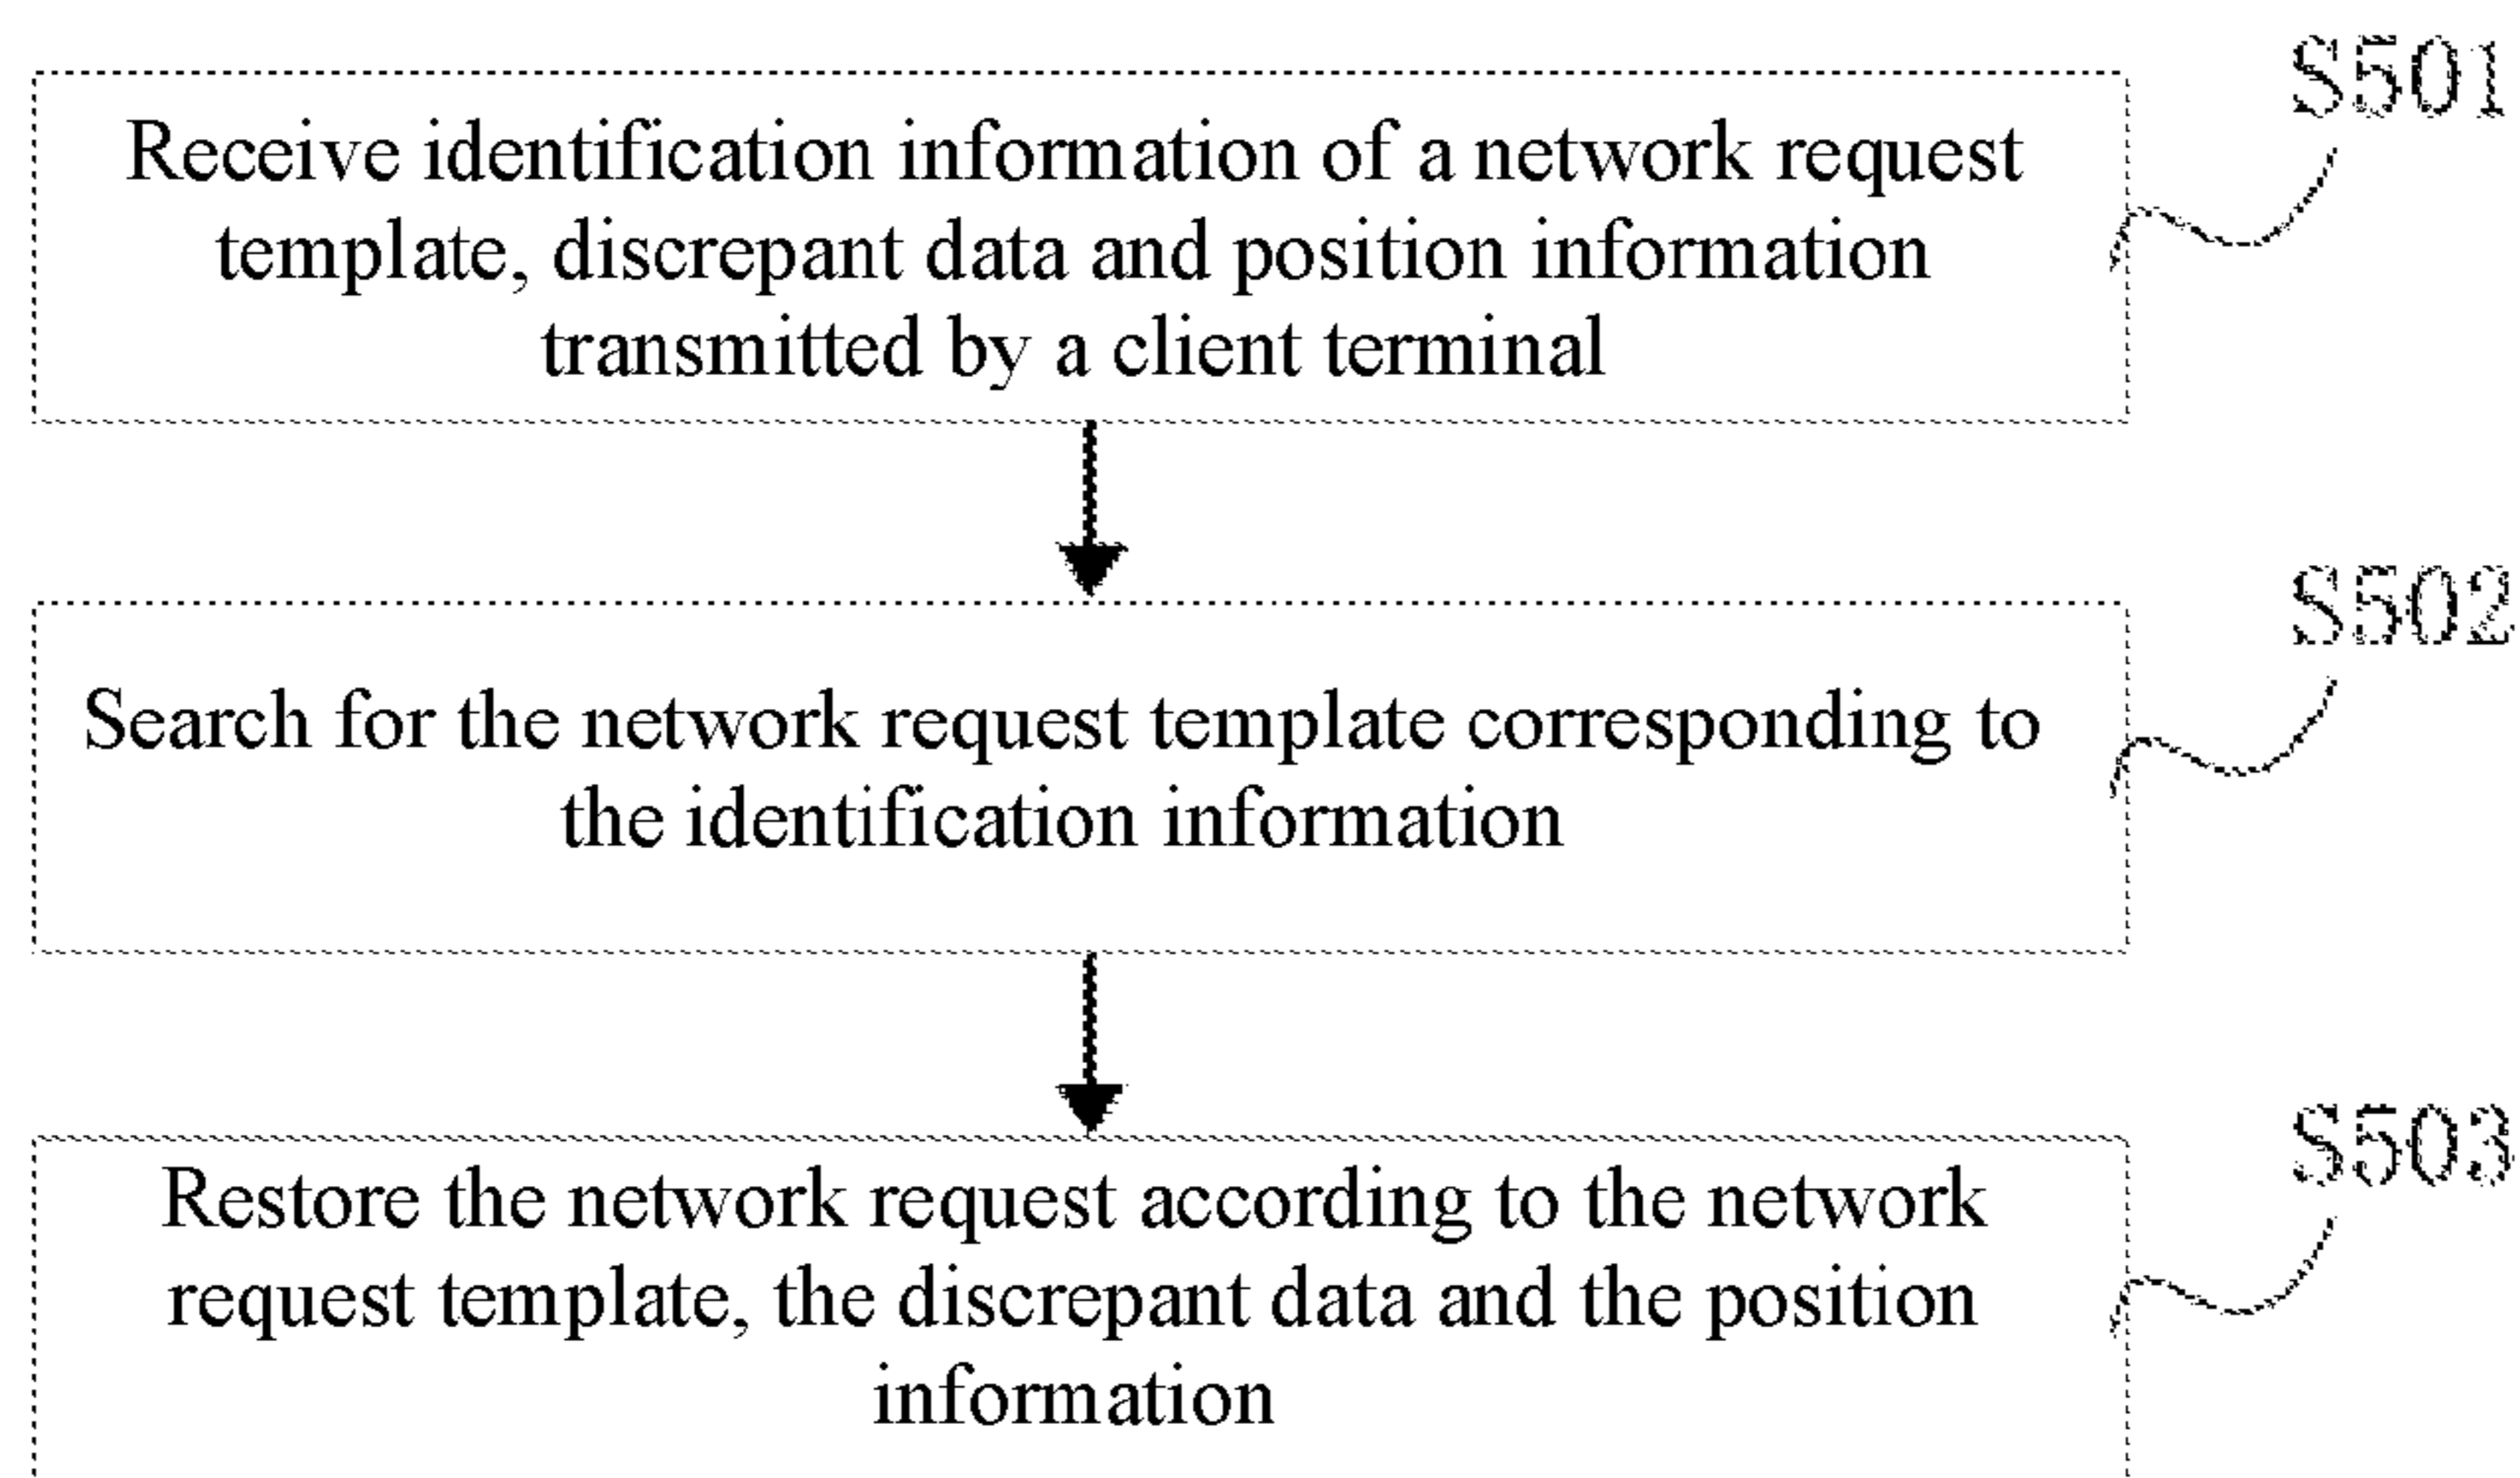 S501
Receive identification information of a network request
template, discrepant data and position information
transmitted by a client terminal
S502
Search for the network request template corresponding to
the identification information
S503
Restore the network request according to the network
request template, the discrepant data and the position
information